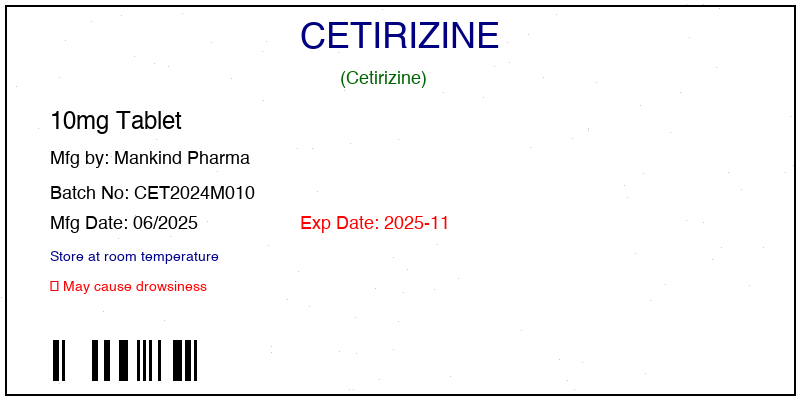 CETIRIZINE
(Cetirizine)
10mg Tablet
Mfg by: Mankind Pharma
Batch No: CET2024M010
Mfg Date: 06/2025 Exp Date: 2025-11
Store at room temperature
▯ May cause drowsiness